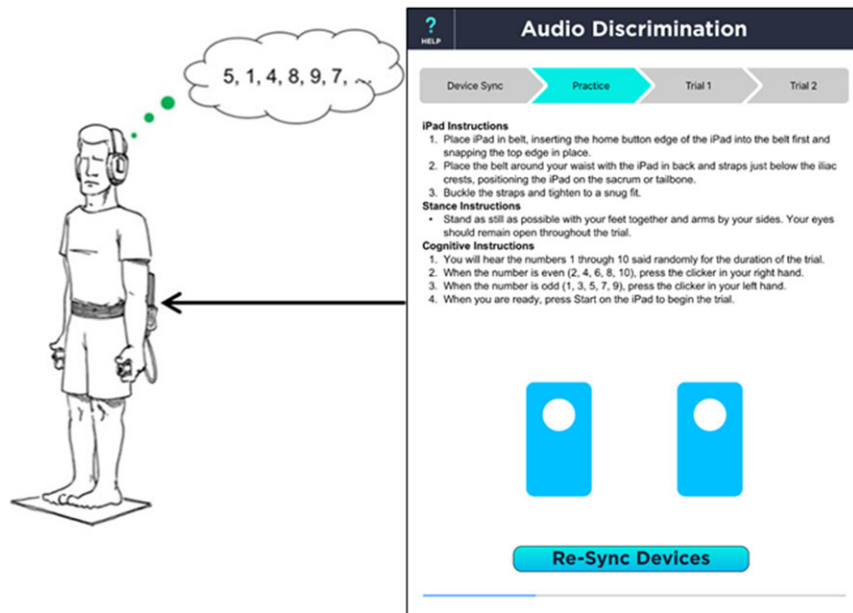 5, 1, 4, 8, 9, 7, ...
?
HELP
Audio Discrimination
Device Sync
Practice
Trial 1
Trial 2
iPad Instructions
1. Place iPad in belt, inserting the home button edge of the iPad into the belt first and
snapping the top edge in place.
2. Place the belt around your waist with the iPad in back and straps just below the iliac
crests, positioning the iPad on the sacrum or tailbone.
3. Buckle the straps and tighten to a snug fit.
Stance Instructions
• Stand as still as possible with your feet together and arms by your sides. Your eyes
should remain open throughout the trial.
Cognitive Instructions
1. You will hear the numbers 1 through 10 said randomly for the duration of the trial.
2. When the number is even (2, 4, 6, 8, 10), press the clicker in your right hand.
3. When the number is odd (1, 3, 5, 7, 9), press the clicker in your left hand.
4. When you are ready, press Start on the iPad to begin the trial.
Re-Sync Devices